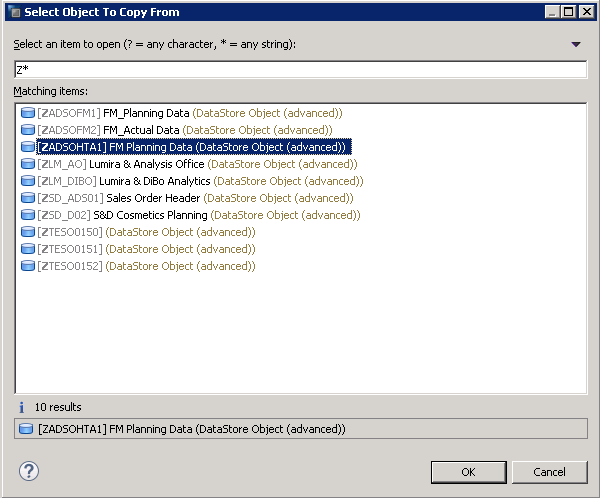 Select Object To Copy From
Select an item to open (? = any character, * = any string):
Z*
Matching items:
[ZADSOFM1] FM_Planning Data (DataStore Object (advanced))
[ZADSOFM2] FM_Actual Data (DataStore Object (advanced))
[ZADSOHTA1] FM Planning Data (DataStore Object (advanced))
[ZLM_AO] Lumira & Analysis Office (DataStore Object (advanced))
[ZLM_DIBO] Lumira & DiBo Analytics (DataStore Object (advanced))
[ZSD_ADS01] Sales Order Header (DataStore Object (advanced))
[ZSD_D02] S&D Cosmetics Planning (DataStore Object (advanced))
[ZTESO0150] (DataStore Object (advanced))
[ZTESO0151] (DataStore Object (advanced))
[ZTESO0152] (DataStore Object (advanced))
10 results
[ZADSOHTA1] FM Planning Data (DataStore Object (advanced))
OK
Cancel